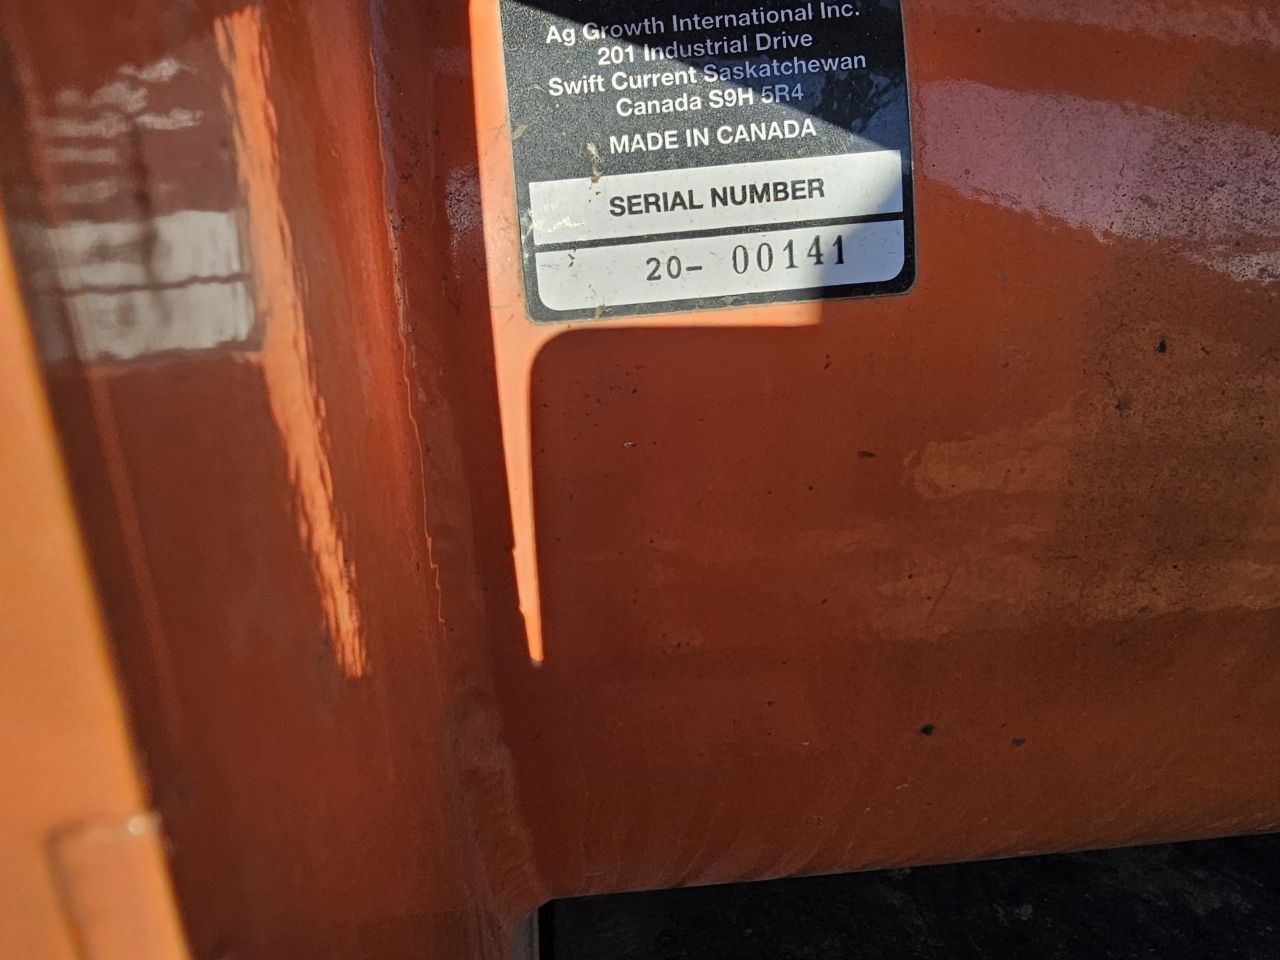 Ag Growth International Inc.
201 Industrial Drive
Swift Current Saskatchewan
Canada S9H 5R4
MADE IN CANADA
SERIAL NUMBER
20- 00141